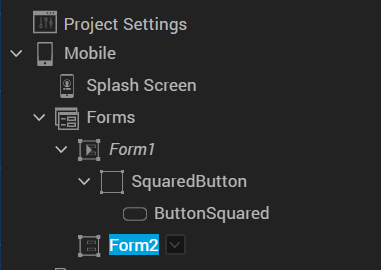 Project Settings
Mobile
Splash Screen
Forms
Form1
SquaredButton
ButtonSquared
Form2